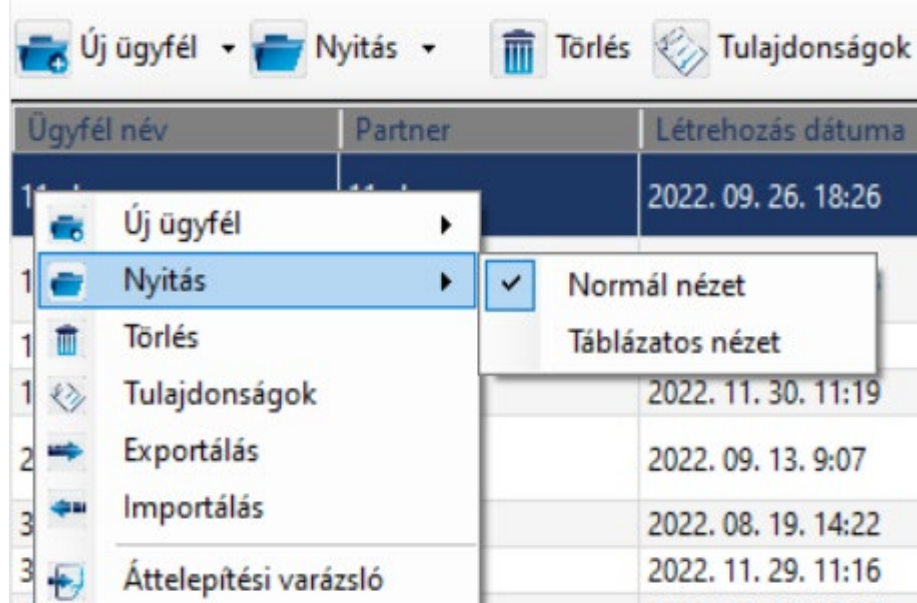 Új ügyfél Nyitás Törlés Tulajdonságok
Ügyfél név Partner Létrehozás dátuma
2022. 09. 26. 18:26
Új ügyfél
Nyitás
Normál nézet
Törlés
Táblázatos nézet
Tulajdonságok
2022. 11. 30. 11:19
Exportálás
2022. 09. 13. 9:07
Importálás
2022. 08. 19. 14:22
Áttelepítési varázsló
2022. 11. 29. 11:16